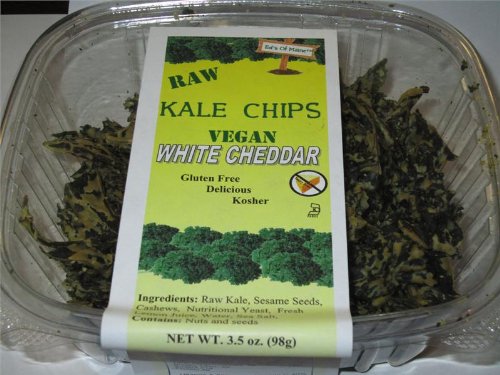 Ed's Of Maine
RAW
KALE CHIPS
VEGAN
WHITE CHEDDAR
Gluten Free
Delicious
Kosher
Ingredients: Raw Kale, Sesame Seeds,
Cashews, Nutritional Yeast, Fresh
Lemon Juice, Water, Sea Salt.
Contains: Nuts and seeds
NET WT. 3.5 oz. (98g)